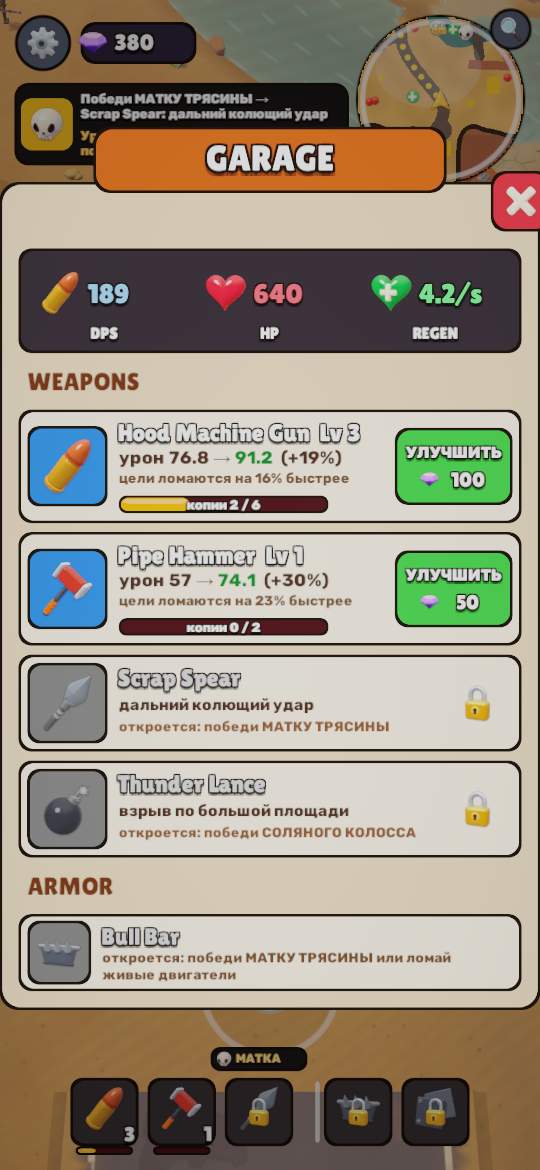 380
Победи МАТКУ ТРЯСИНЫ →
Scrap Spear: дальний колющий удар
GARAGE
189
640
4.2/s
DPS
HP
REGEN
WEAPONS
Hood Machine Gun Lv 3
урон 76.8 → 91.2 (+19%)
цели ломаются на 16% быстрее
копии 2 / 6
УЛУЧШИТЬ
100
Pipe Hammer Lv 1
урон 57 → 74.1 (+30%)
цели ломаются на 23% быстрее
копии 0 / 2
УЛУЧШИТЬ
50
Scrap Spear
дальний колющий удар
откроется: победи МАТКУ ТРЯСИНЫ
Thunder Lance
взрыв по большой площади
откроется: победи СОЛЯНОГО КОЛОССА
ARMOR
Bull Bar
откроется: победи МАТКУ ТРЯСИНЫ или ломай
живые двигатели
МАТКА
3
1